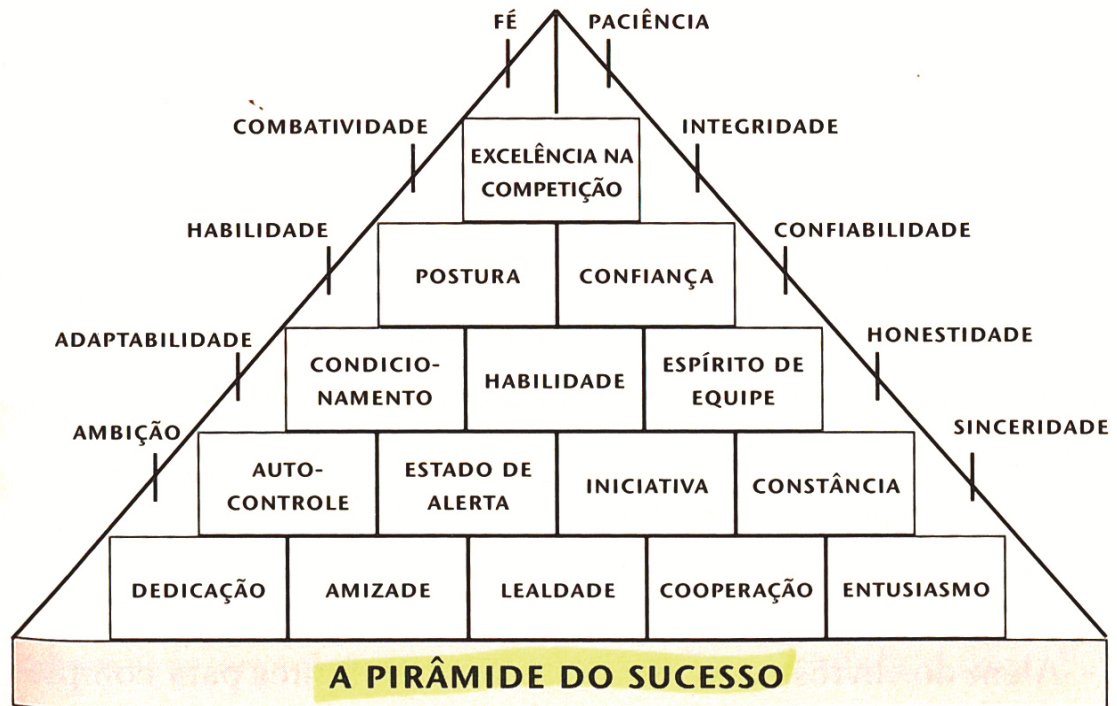 FÉ PACIÊNCIA
COMBATIVIDADE INTEGRIDADE
EXCELÊNCIA NA
COMPETIÇÃO
HABILIDADE CONFIABILIDADE
POSTURA CONFIANÇA
ADAPTABILIDADE HONESTIDADE
CONDICIO-
NAMENTO
HABILIDADE
ESPÍRITO DE
EQUIPE
AMBIÇÃO SINCERIDADE
AUTO-
CONTROLE
ESTADO DE
ALERTA
INICIATIVA
CONSTÂNCIA
DEDICAÇÃO AMIZADE LEALDADE COOPERAÇÃO ENTUSIASMO
A PIRÂMIDE DO SUCESSO